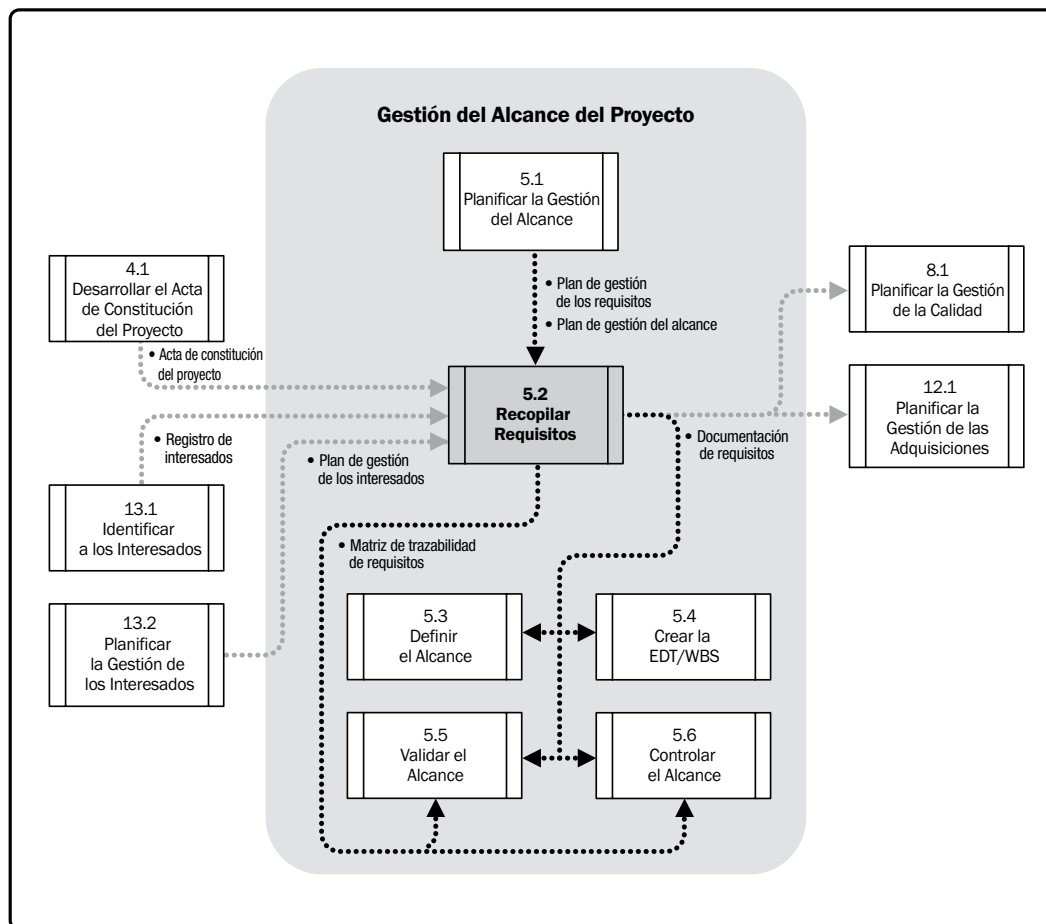 Gestión del Alcance del Proyecto
5.1
Planificar la Gestión
del Alcance
4.1
Desarrollar el Acta
de Constitución
del Proyecto
8.1
Planificar la Gestión
de la Calidad
• Plan de gestión
de los requisitos
• Plan de gestión del alcance
• Acta de constitución
del proyecto
5.2
Recopilar
Requisitos
12.1
Planificar la
Gestión de las
Adquisiciones
• Registro de
interesados
• Plan de gestión
de los interesados
• Documentación
de requisitos
13.1
Identificar
a los Interesados
• Matriz de trazabilidad
de requisitos
13.2
Planificar
la Gestión de
los Interesados
5.3
Definir
el Alcance
5.4
Crear la
EDT/WBS
5.5
Validar el
Alcance
5.6
Controlar
el Alcance